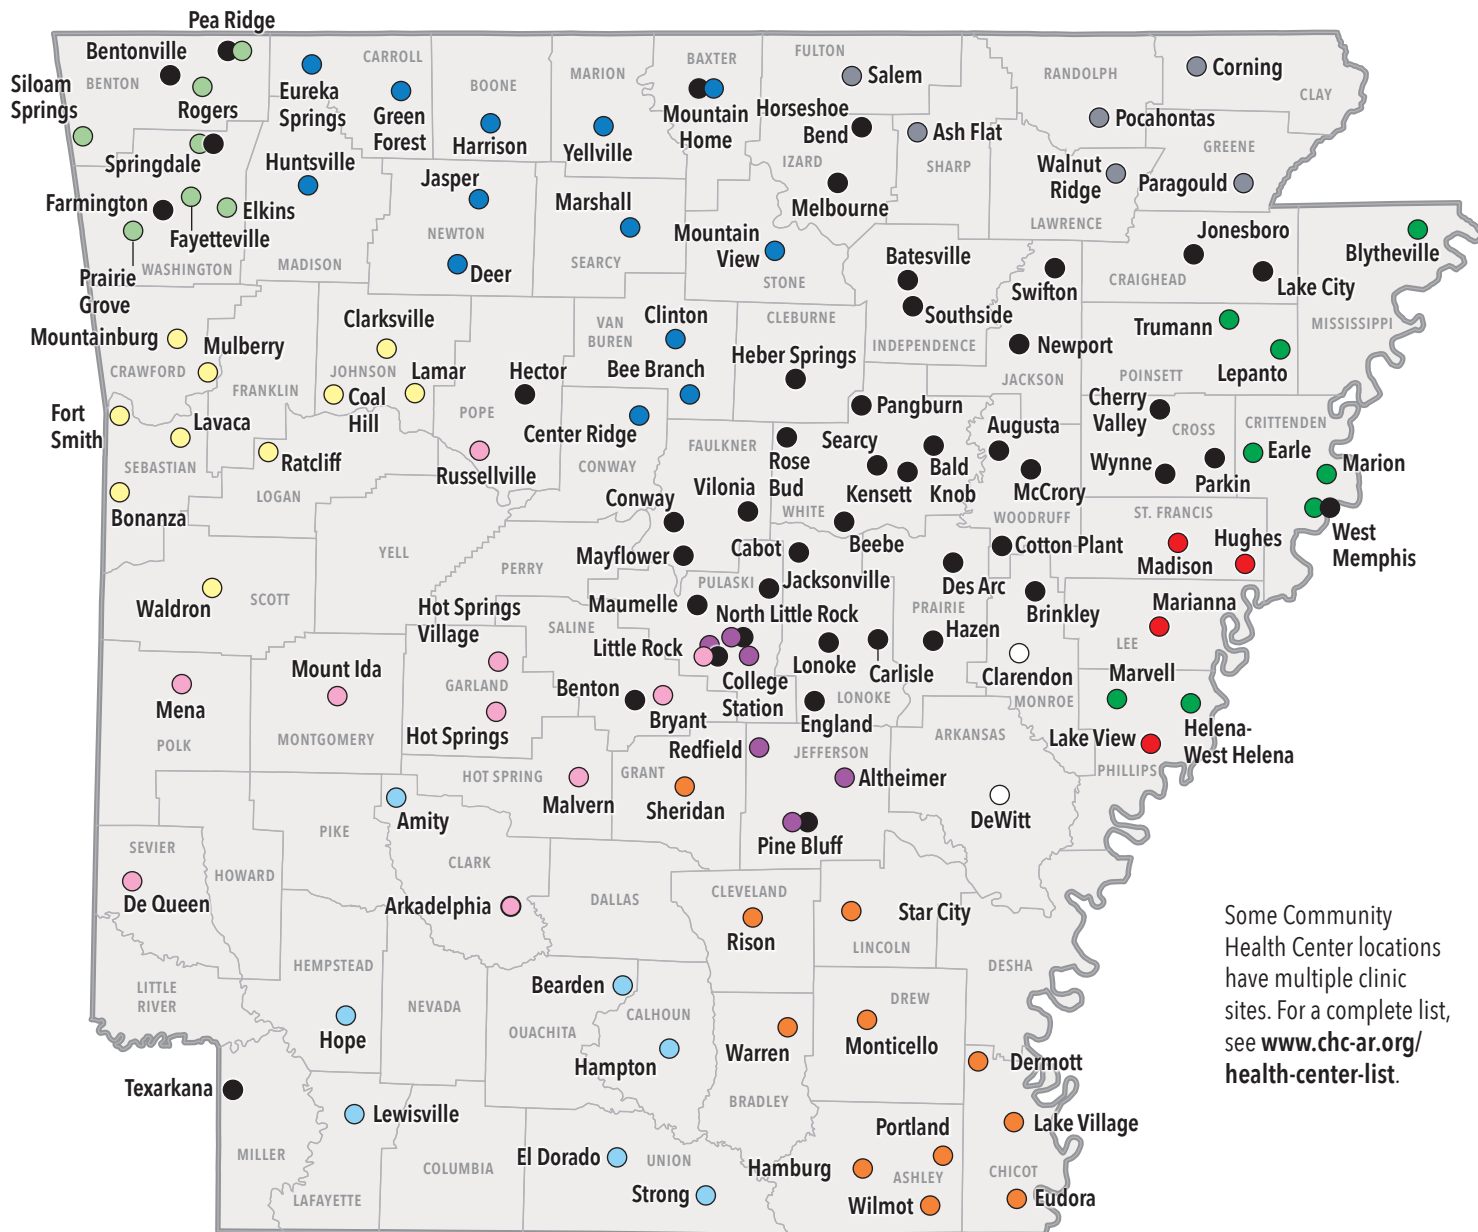 Pea Ridge
Bentonville
CARROLL
BAXTER
FULTON
BENTON
Siloam
Springs
Rogers
Eureka
Springs
Green
Forest
BOONE
MARION
Salem
RANDOLPH
Corning
CLAY
Harrison
Yellville
Mountain
Home
Horseshoe
Bend
Ash Flat
Pocahontas
GREENE
Springdale
Huntsville
Jasper
IZARD
SHARP
Walnut
Ridge
Paragould
Farmington
Elkins
Fayetteville
Marshall
Melbourne
LAWRENCE
Prairie
Grove
WASHINGTON
MADISON
NEWTON
Deer
SEARCY
Mountain
View
STONE
Batesville
Swifton
Jonesboro
CRAIGHEAD
Lake City
Blytheville
MISSISSIPPI
Southside
Mountainburg
Mulberry
CRAWFORD
FRANKLIN
Clarksville
JOHNSON
Lamar
Coal
Hill
VAN
BUREN
Clinton
Bee Branch
CLEBURNE
Heber Springs
INDEPENDENCE
Newport
JACKSON
Trumann
Lepanto
POINSETT
Hector
POPE
Center Ridge
Pangburn
Cherry
Valley
CROSS
CRITTENDEN
Fort
Smith
Lavaca
SEBASTIAN
Ratcliff
LOGAN
Russellville
CONWAY
FAULKNER
Rose
Bud
Searcy
Kensett
Bald
Knob
WHITE
Augusta
McCrory
WOODRUFF
Wynne
Parkin
Earle
Marion
Bonanza
Conway
Vilonia
Beebe
ST. FRANCIS
Hughes
Madison
West
Memphis
YELL
PERRY
Mayflower
Cabot
PULASKI
Jacksonville
Des Arc
Cotton Plant
Waldron
SCOTT
Hot Springs
Village
SALINE
Maumelle
North Little Rock
PRAIRIE
Hazen
Brinkley
Marianna
LEE
Little Rock
College
Station
Lonoke
Carlisle
LONOKE
Clarendon
MONROE
Marvell
Mena
POLK
Mount Ida
MONTGOMERY
GARLAND
Hot Springs
Benton
Bryant
England
ARKANSAS
Lake View
PHILLIPS
Helena-
West Helena
Redfield
JEFFERSON
Altheimer
HOT SPRING
Malvern
GRANT
Sheridan
Pine Bluff
DeWitt
PIKE
Amity
CLARK
SEVIER
HOWARD
De Queen
Arkadelphia
DALLAS
CLEVELAND
Rison
Star City
LINCOLN
DESHA
Some Community
Health Center locations
have multiple clinic
sites. For a complete list,
see www.chc-ar.org/
health-center-list.
LITTLE
RIVER
HEMPSTEAD
Hope
NEVADA
Bearden
OUACHITA
CALHOUN
Hampton
Warren
DREW
Monticello
Dermott
Texarkana
Lewisville
BRADLEY
Portland
Lake Village
MILLER
LAFAYETTE
COLUMBIA
El Dorado
UNION
Strong
Hamburg
ASHLEY
Wilmot
CHICOT
Eudora